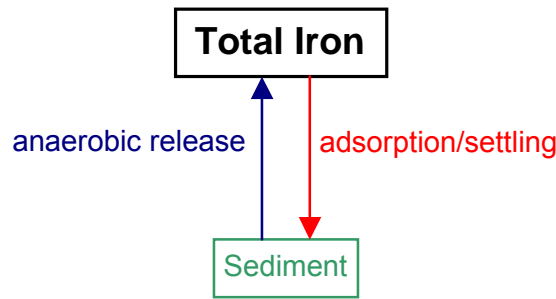 Total Iron
anaerobic release
adsorption/settling
Sediment